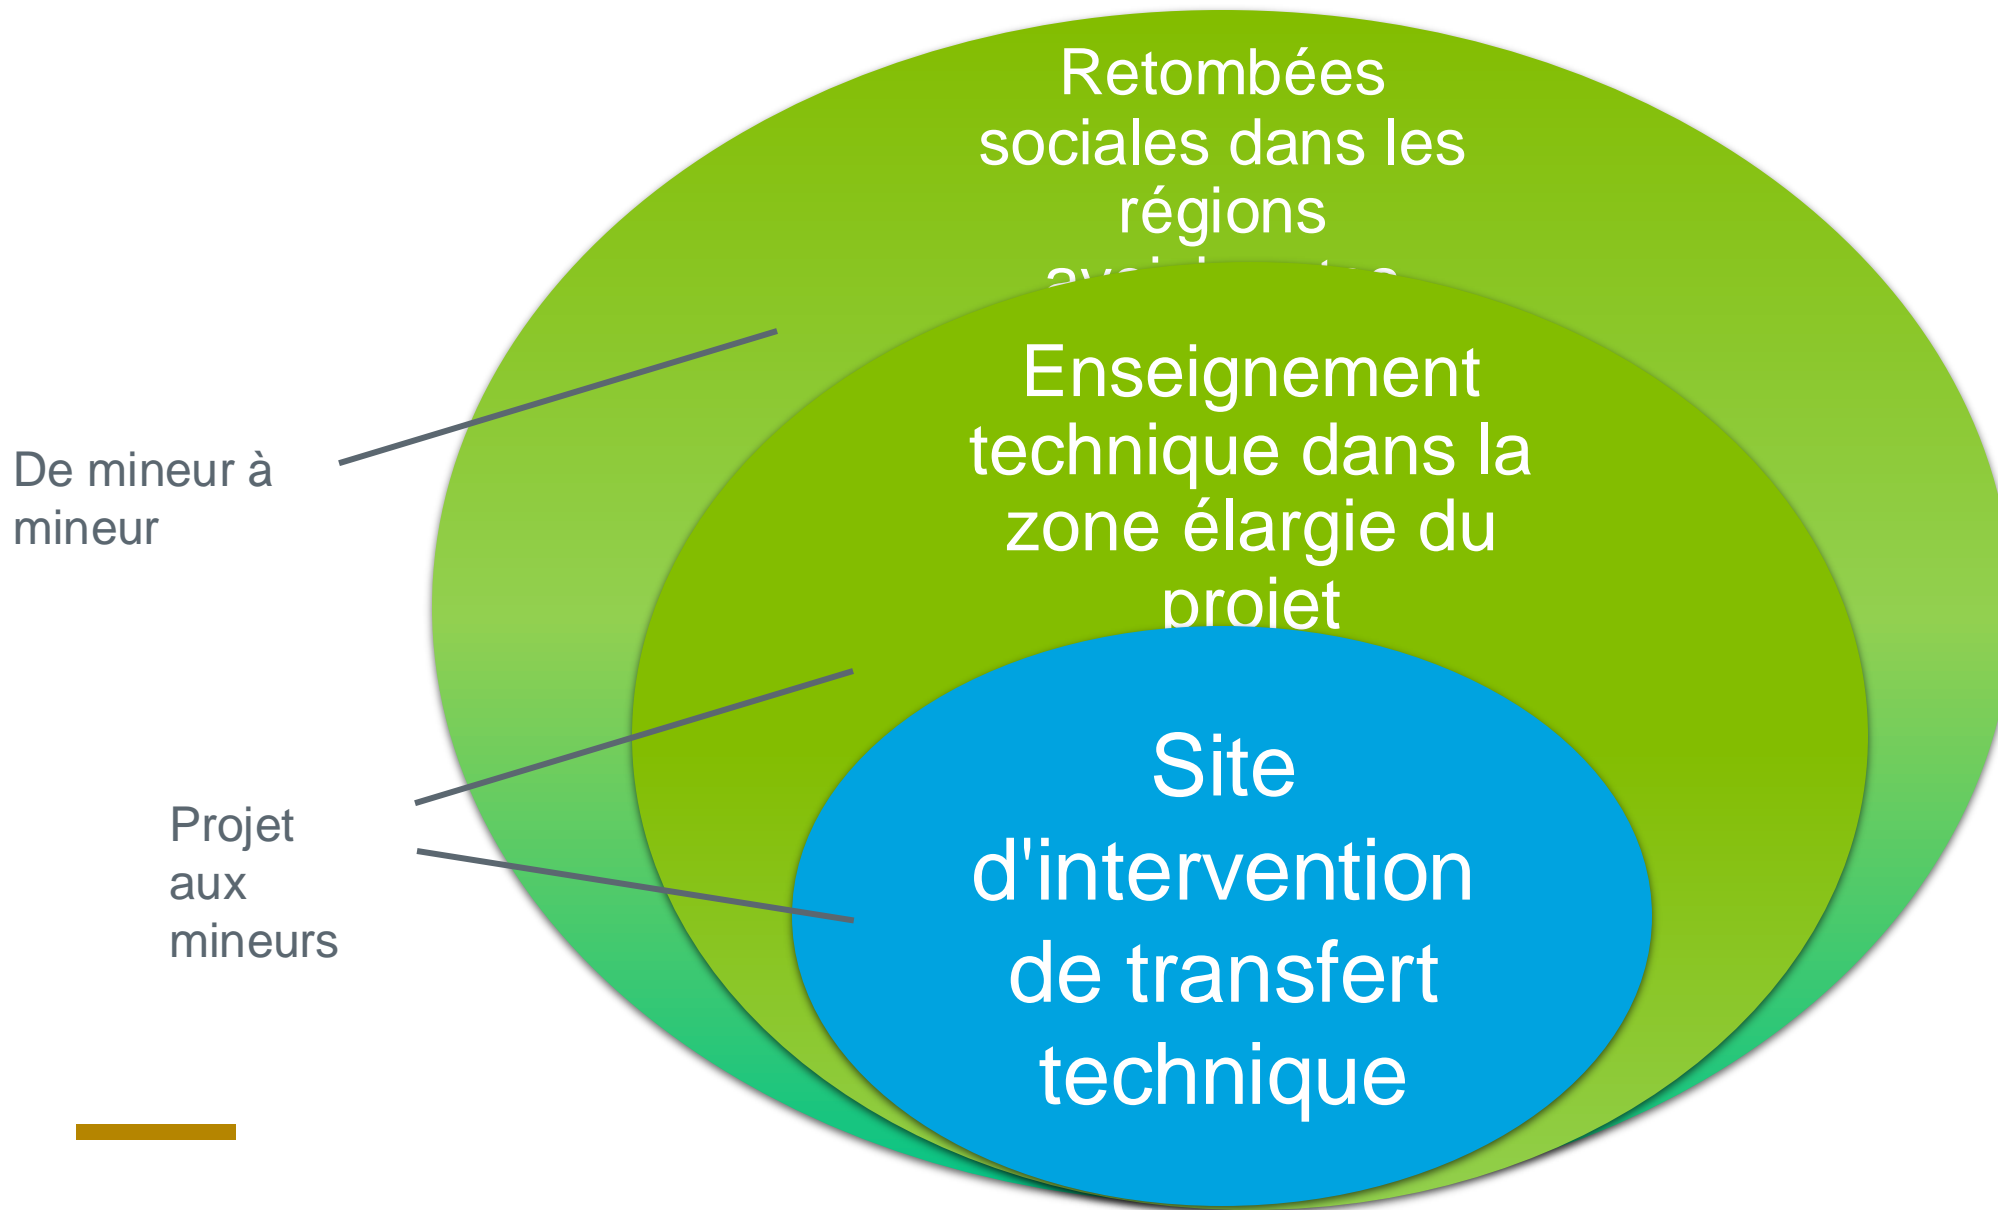 Retombées
sociales dans les
régions
Enseignement
technique dans la
zone élargie du
projet
De mineur à
mineur
Site
d'intervention
de transfert
technique
Projet
aux
mineurs